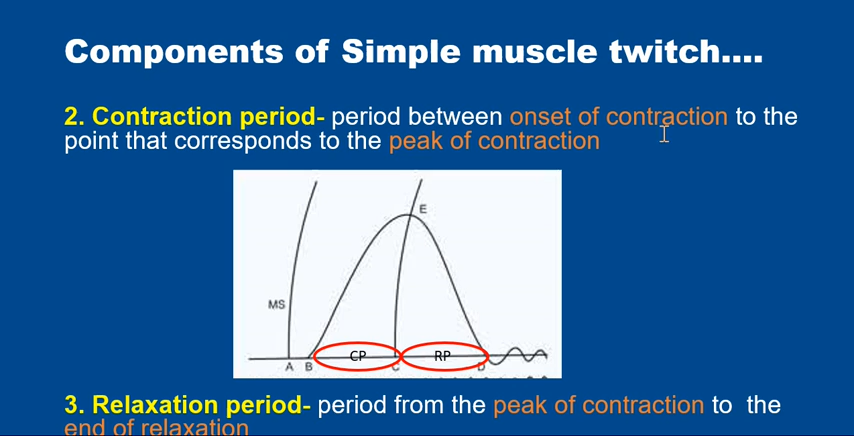 Components of Simple muscle twitch....
2. Contraction period- period between onset of contraction to the
point that corresponds to the peak of contraction
E
MS
CP
RP
A B C D
3. Relaxation period- period from the peak of contraction to the
end of relaxation